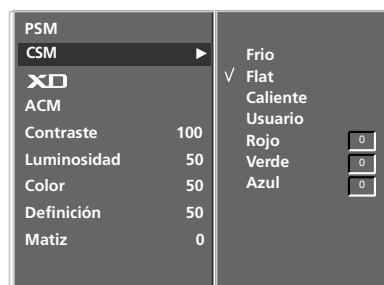 PSM
CSM ►
XD
ACM
Contraste 100
Luminosidad 50
Color 50
Definición 50
Matiz 0
Frio
√ Flat
Caliente
Usuario
Rojo 0
Verde 0
Azul 0